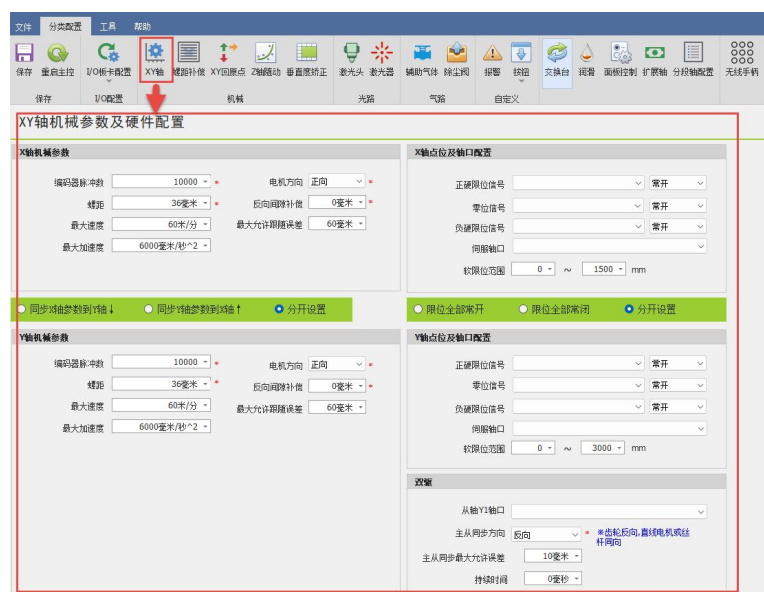 文件 分类配置 工具 帮助
保存 重启主控 I/O板卡配置 XY轴 螺距补偿 XY回原点 Z轴随动 垂直度矫正 激光头 激光器 辅助气体 除尘阀 报警 按钮 交换台 润滑 面板控制 扩展轴 分段轴配置 无线手柄
保存 I/O配置 机械 光路 气路 自定义
XY轴机械参数及硬件配置
X轴机械参数
编码器脉冲数 10000 * 电机方向 正向 *
螺距 36毫米 * 反向间隙补偿 0毫米 *
最大速度 60米/分 最大允许跟随误差 60毫米
最大加速度 6000毫米/秒^2
X轴点位及轴口配置
正硬限位信号 常开
零位信号 常开
负硬限位信号 常开
伺服轴口
软限位范围 0 ~ 1500 mm
同步X轴参数到Y轴↓ 同步Y轴参数到X轴↑ 分开设置
限位全部常开 限位全部常闭 分开设置
Y轴机械参数
编码器脉冲数 10000 * 电机方向 正向 *
螺距 36毫米 * 反向间隙补偿 0毫米 *
最大速度 60米/分 最大允许跟随误差 60毫米
最大加速度 6000毫米/秒^2
Y轴点位及轴口配置
正硬限位信号 常开
零位信号 常开
负硬限位信号 常开
伺服轴口
软限位范围 0 ~ 3000 mm
双驱
从轴Y1轴口
主从同步方向 反向 * ※齿轮反向,直线电机或丝
杆同向
主从同步最大允许误差 10毫米
持续时间 0毫秒